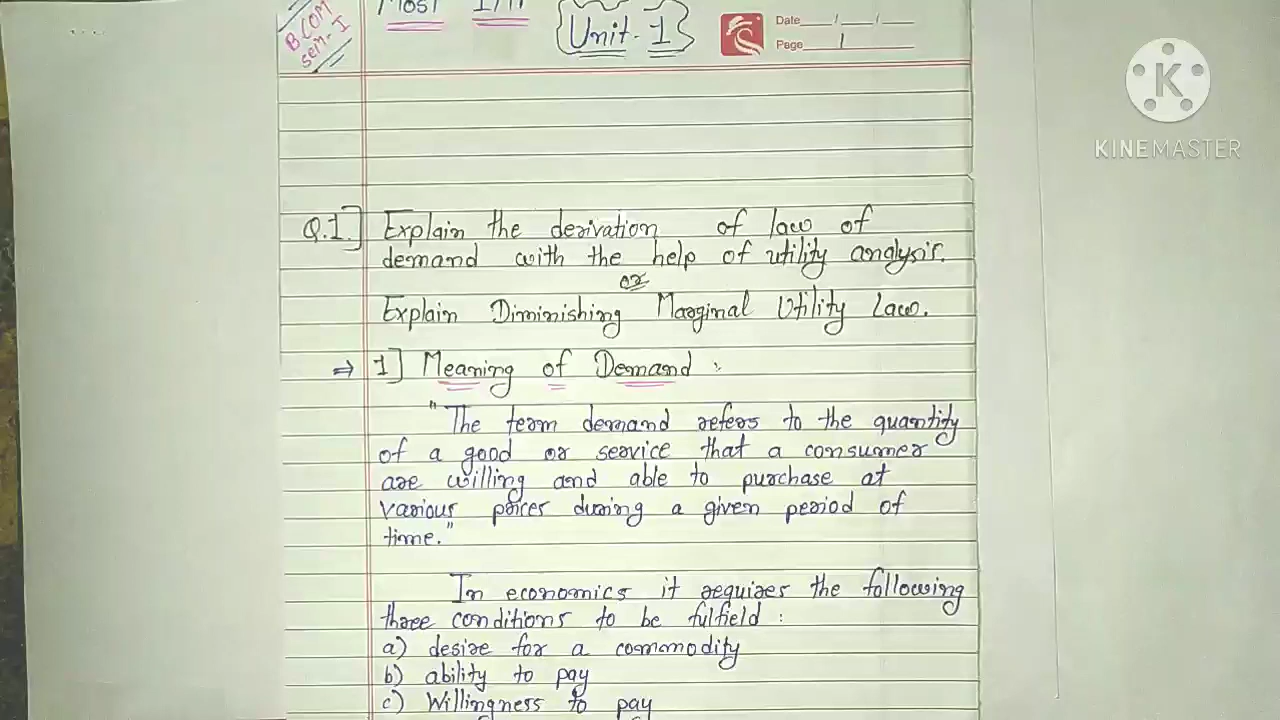 B.COM
sem-I
Most
Unit-1
Date__/__/__
Page 1
KINEMASTER
Q.1] Explain the derivation of law of
demand with the help of utility analysis.
or
Explain Diminishing Marginal Utility Law.
⇒ 1] Meaning of Demand :
"The term demand refers to the quantity
of a good or service that a consumer
are willing and able to purchase at
various prices during a given period of
time."
In economics it requires the following
three conditions to be fulfield :
a) desire for a commodity
b) ability to pay
c) Willingness to pay